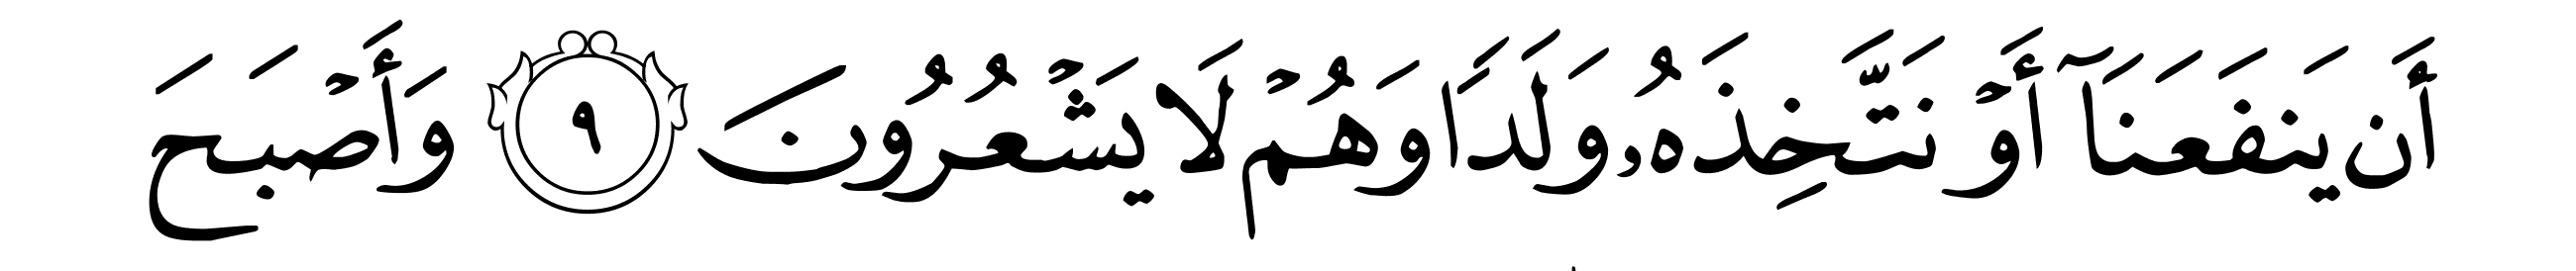 أَن يَنفَعَنَآ أَوۡ نَتَّخِذَهُۥ وَلَدٗا وَهُمۡ لَا يَشۡعُرُونَ ٩ وَأَصۡبَحَ